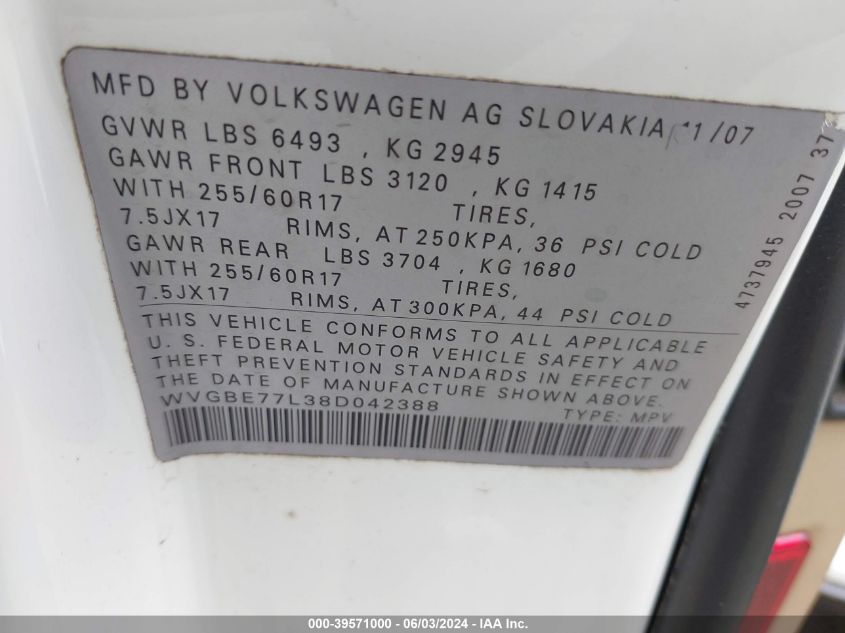 MFD BY VOLKSWAGEN AG SLOVAKIA 11/07
GVWR LBS 6493 , KG 2945
GAWR FRONT LBS 3120 , KG 1415
WITH 255/60R17 TIRES,
7.5JX17 RIMS, AT 250KPA, 36 PSI COLD
GAWR REAR LBS 3704 , KG 1680
WITH 255/60R17 TIRES,
7.5JX17 RIMS, AT 300KPA, 44 PSI COLD
THIS VEHICLE CONFORMS TO ALL APPLICABLE
U. S. FEDERAL MOTOR VEHICLE SAFETY AND
THEFT PREVENTION STANDARDS IN EFFECT ON
THE DATE OF MANUFACTURE SHOWN ABOVE.
WVGBE77L38D042388 TYPE: MPV
4737945 2007 37
000-39571000 - 06/03/2024 - IAA Inc.